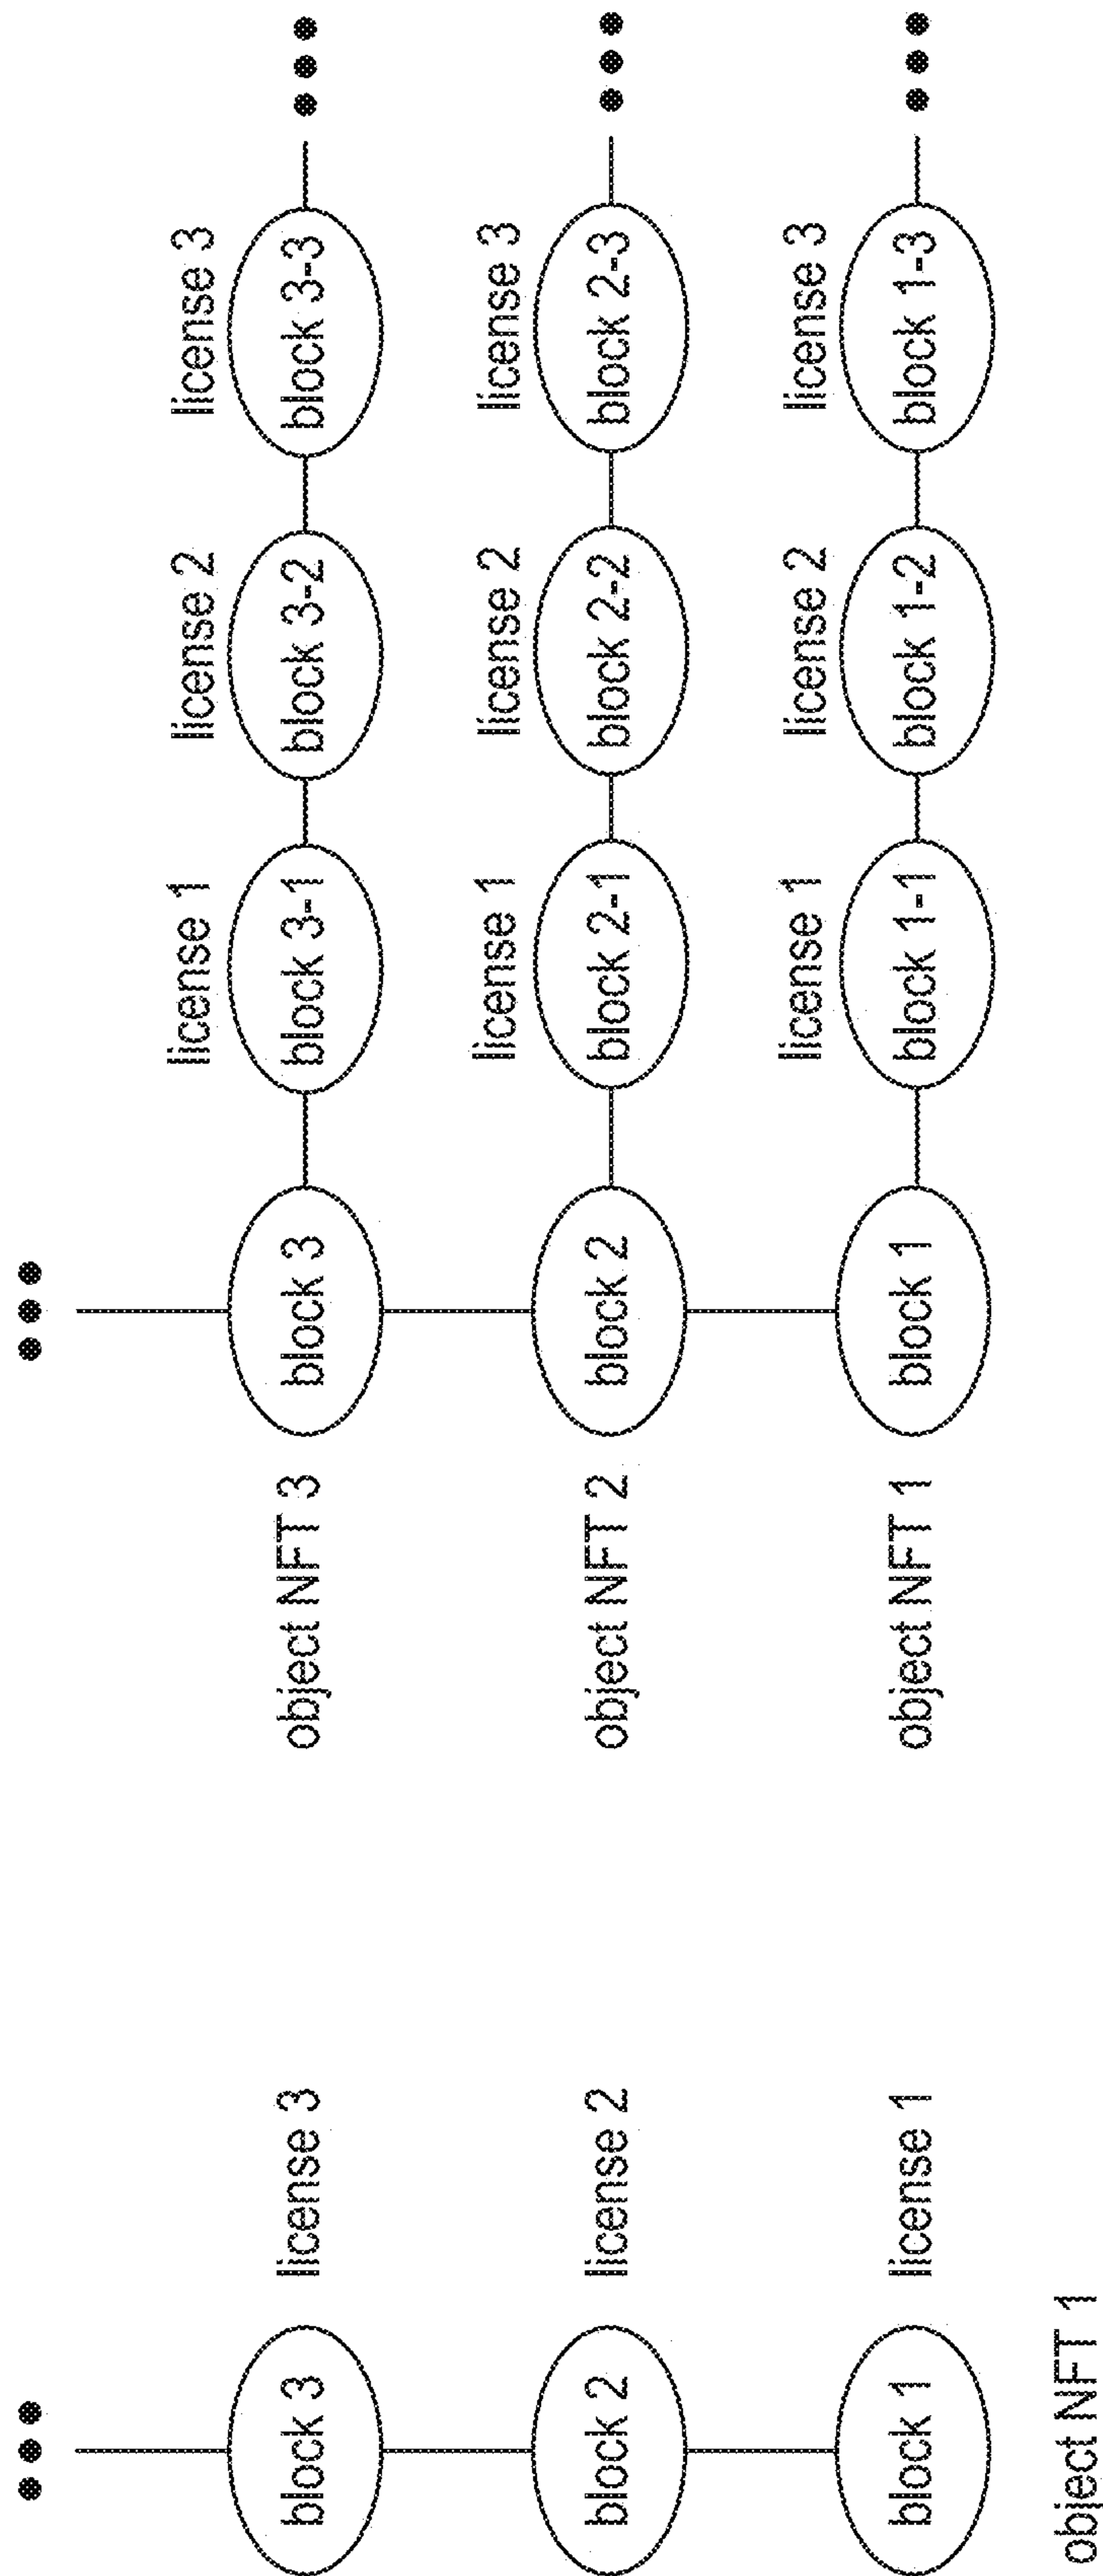 block 3
license 3
block 2
license 2
block 1
license 1
object NFT 1
license 1
license 2
license 3
object NFT 3
block 3
block 3-1
block 3-2
block 3-3
license 1
license 2
license 3
object NFT 2
block 2
block 2-1
block 2-2
block 2-3
license 1
license 2
license 3
object NFT 1
block 1
block 1-1
block 1-2
block 1-3